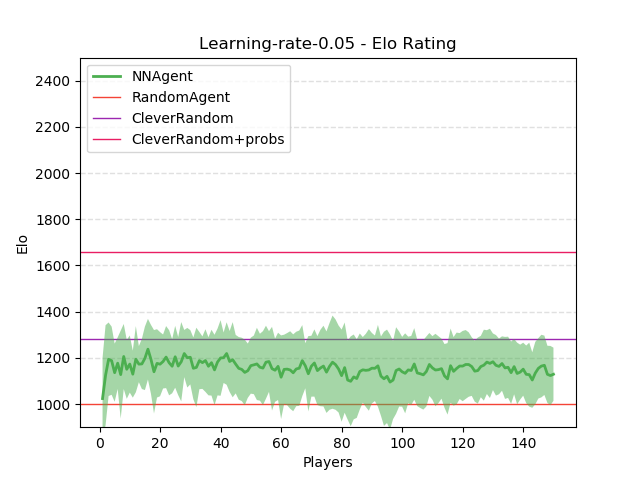 Learning-rate-0.05 - Elo Rating
NNAgent
RandomAgent
CleverRandom
CleverRandom+probs
2400
2200
2000
1800
1600
1400
1200
1000
Elo
0 20 40 60 80 100 120 140
Players